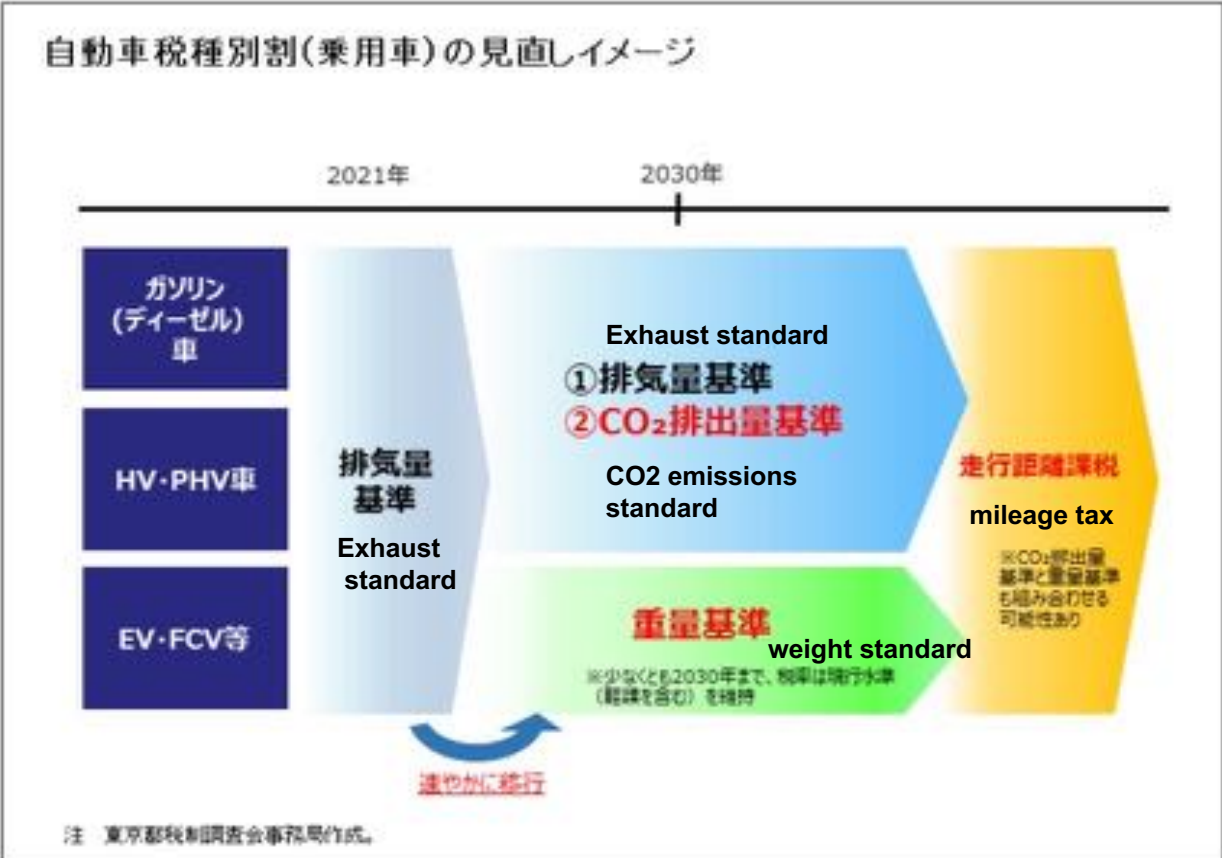 自動車税種別割(乗用車)の見直しイメージ
2021年
2030年
ガソリン
(ディーゼル)
車
HV・PHV車
EV・FCV等
排気量
基準
Exhaust
standard
Exhaust standard
①排気量基準
②CO₂排出量基準
CO2 emissions
standard
重量基準
weight standard
※少なくとも2030年まで、税率は現行水準
(軽課を含む)を維持
走行距離課税
mileage tax
※CO₂排出量
基準と重量基準
も組み合わせる
可能性あり
速やかに移行
注 東京都税制調査会事務局作成。